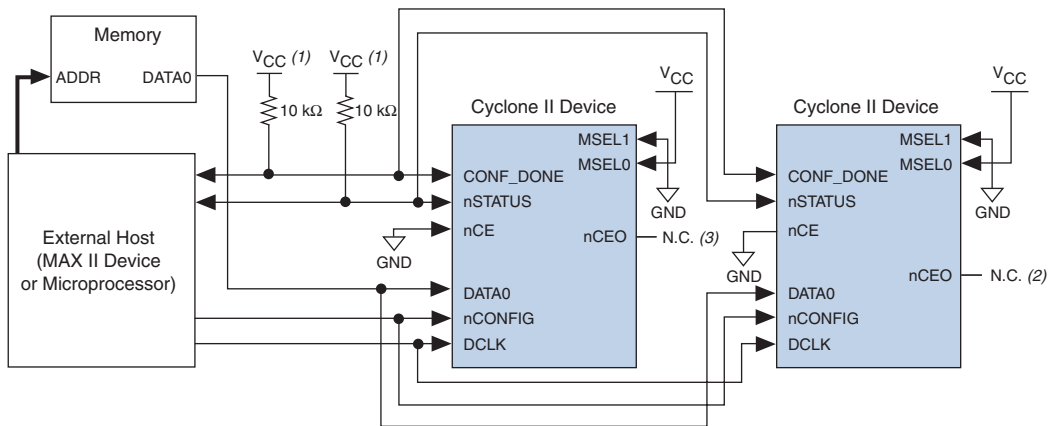 Memory
ADDR DATA0
VCC (1)
10 kΩ
VCC (1)
10 kΩ
External Host
(MAX II Device
or Microprocessor)
Cyclone II Device
VCC
MSEL1
MSEL0
CONF_DONE
nSTATUS
nCE
GND
GND
nCEO
N.C. (3)
DATA0
nCONFIG
DCLK
Cyclone II Device
VCC
MSEL1
MSEL0
CONF_DONE
nSTATUS
nCE
GND
GND
nCEO
N.C. (2)
DATA0
nCONFIG
DCLK